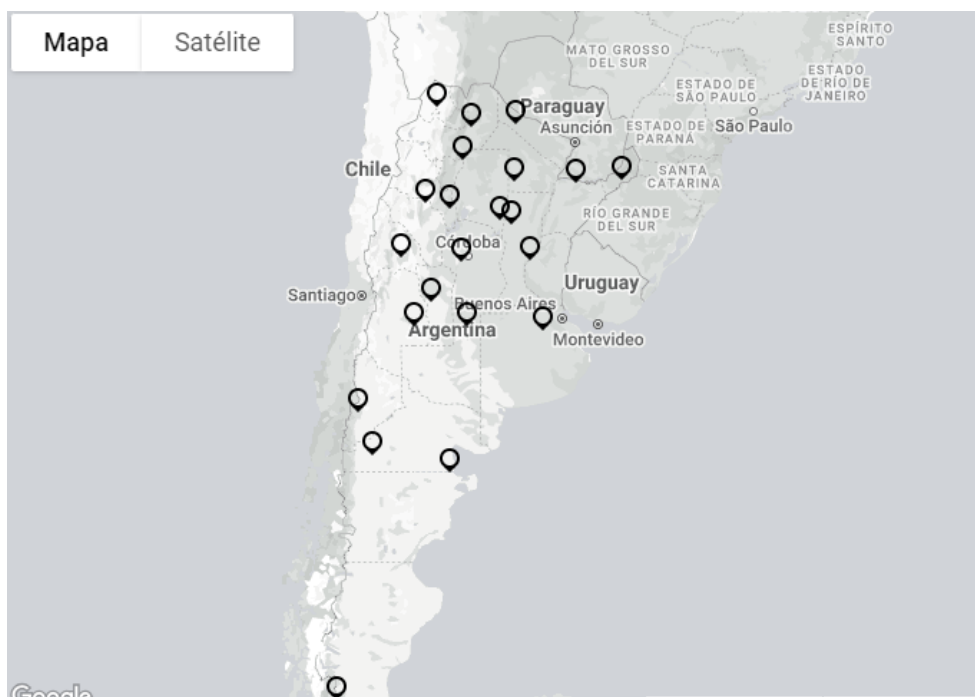 Mapa
Satélite
ESPÍRITO
SANTO
MATO GROSSO
DEL SUR
ESTADO
DE RÍO DE
JANEIRO
ESTADO DE
SÃO PAULO
Paraguay
Asunción
ESTADO DE
PARANÁ
São Paulo
Chile
SANTA
CATARINA
RÍO GRANDE
DEL SUR
Córdoba
Uruguay
Santiago
Buenos Aires
Argentina
Montevideo
Google